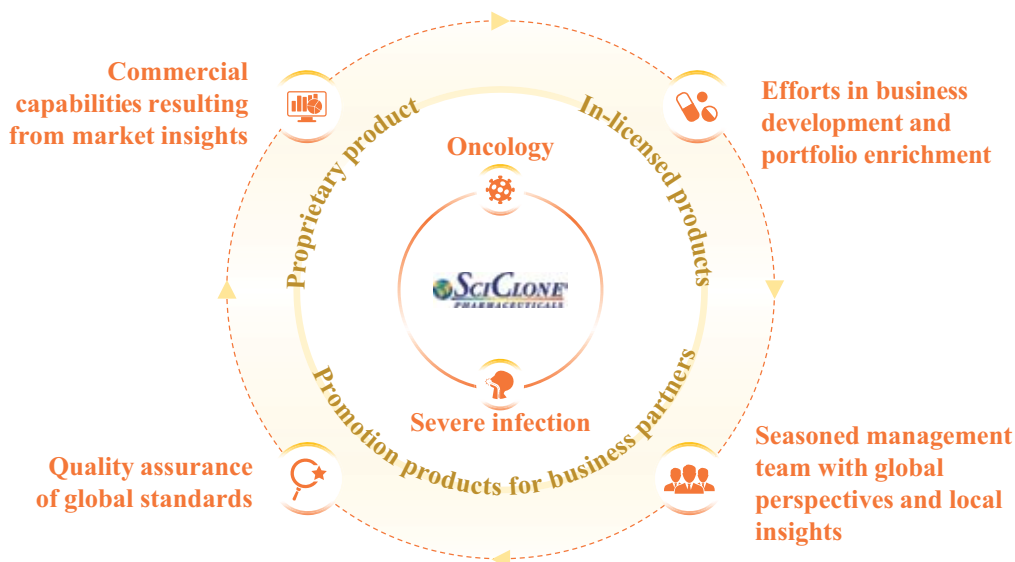 Commercial
capabilities resulting
from market insights
Efforts in business
development and
portfolio enrichment
Proprietary product
In-licensed products
Oncology
SCICLONE
PHARMACEUTICALS
Severe infection
Promotion products for business partners
Quality assurance
of global standards
Seasoned management
team with global
perspectives and local
insights